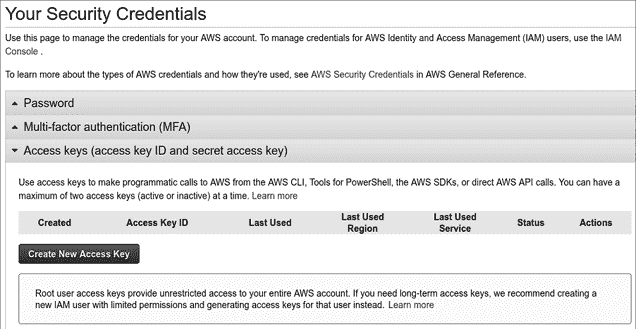 Your Security Credentials
Use this page to manage the credentials for your AWS account. To manage credentials for AWS Identity and Access Management (IAM) users, use the IAM
Console .
To learn more about the types of AWS credentials and how they're used, see AWS Security Credentials in AWS General Reference.
Password
Multi-factor authentication (MFA)
Access keys (access key ID and secret access key)
Use access keys to make programmatic calls to AWS from the AWS CLI, Tools for PowerShell, the AWS SDKs, or direct AWS API calls. You can have a
maximum of two access keys (active or inactive) at a time. Learn more
Created Access Key ID Last Used Last Used Region Last Used Service Status Actions
Create New Access Key
Root user access keys provide unrestricted access to your entire AWS account. If you need long-term access keys, we recommend creating a
new IAM user with limited permissions and generating access keys for that user instead. Learn more